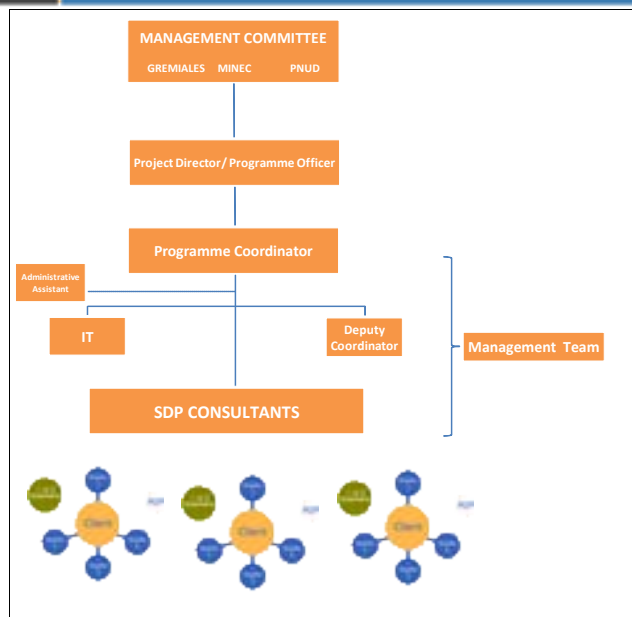 MANAGEMENT COMMITTEE
GREMIALES MINEC PNUD
Project Director/ Programme Officer
Programme Coordinator
Administrative
Assistant
IT
Deputy
Coordinator
Management Team
SDP CONSULTANTS
Client
Client
Client